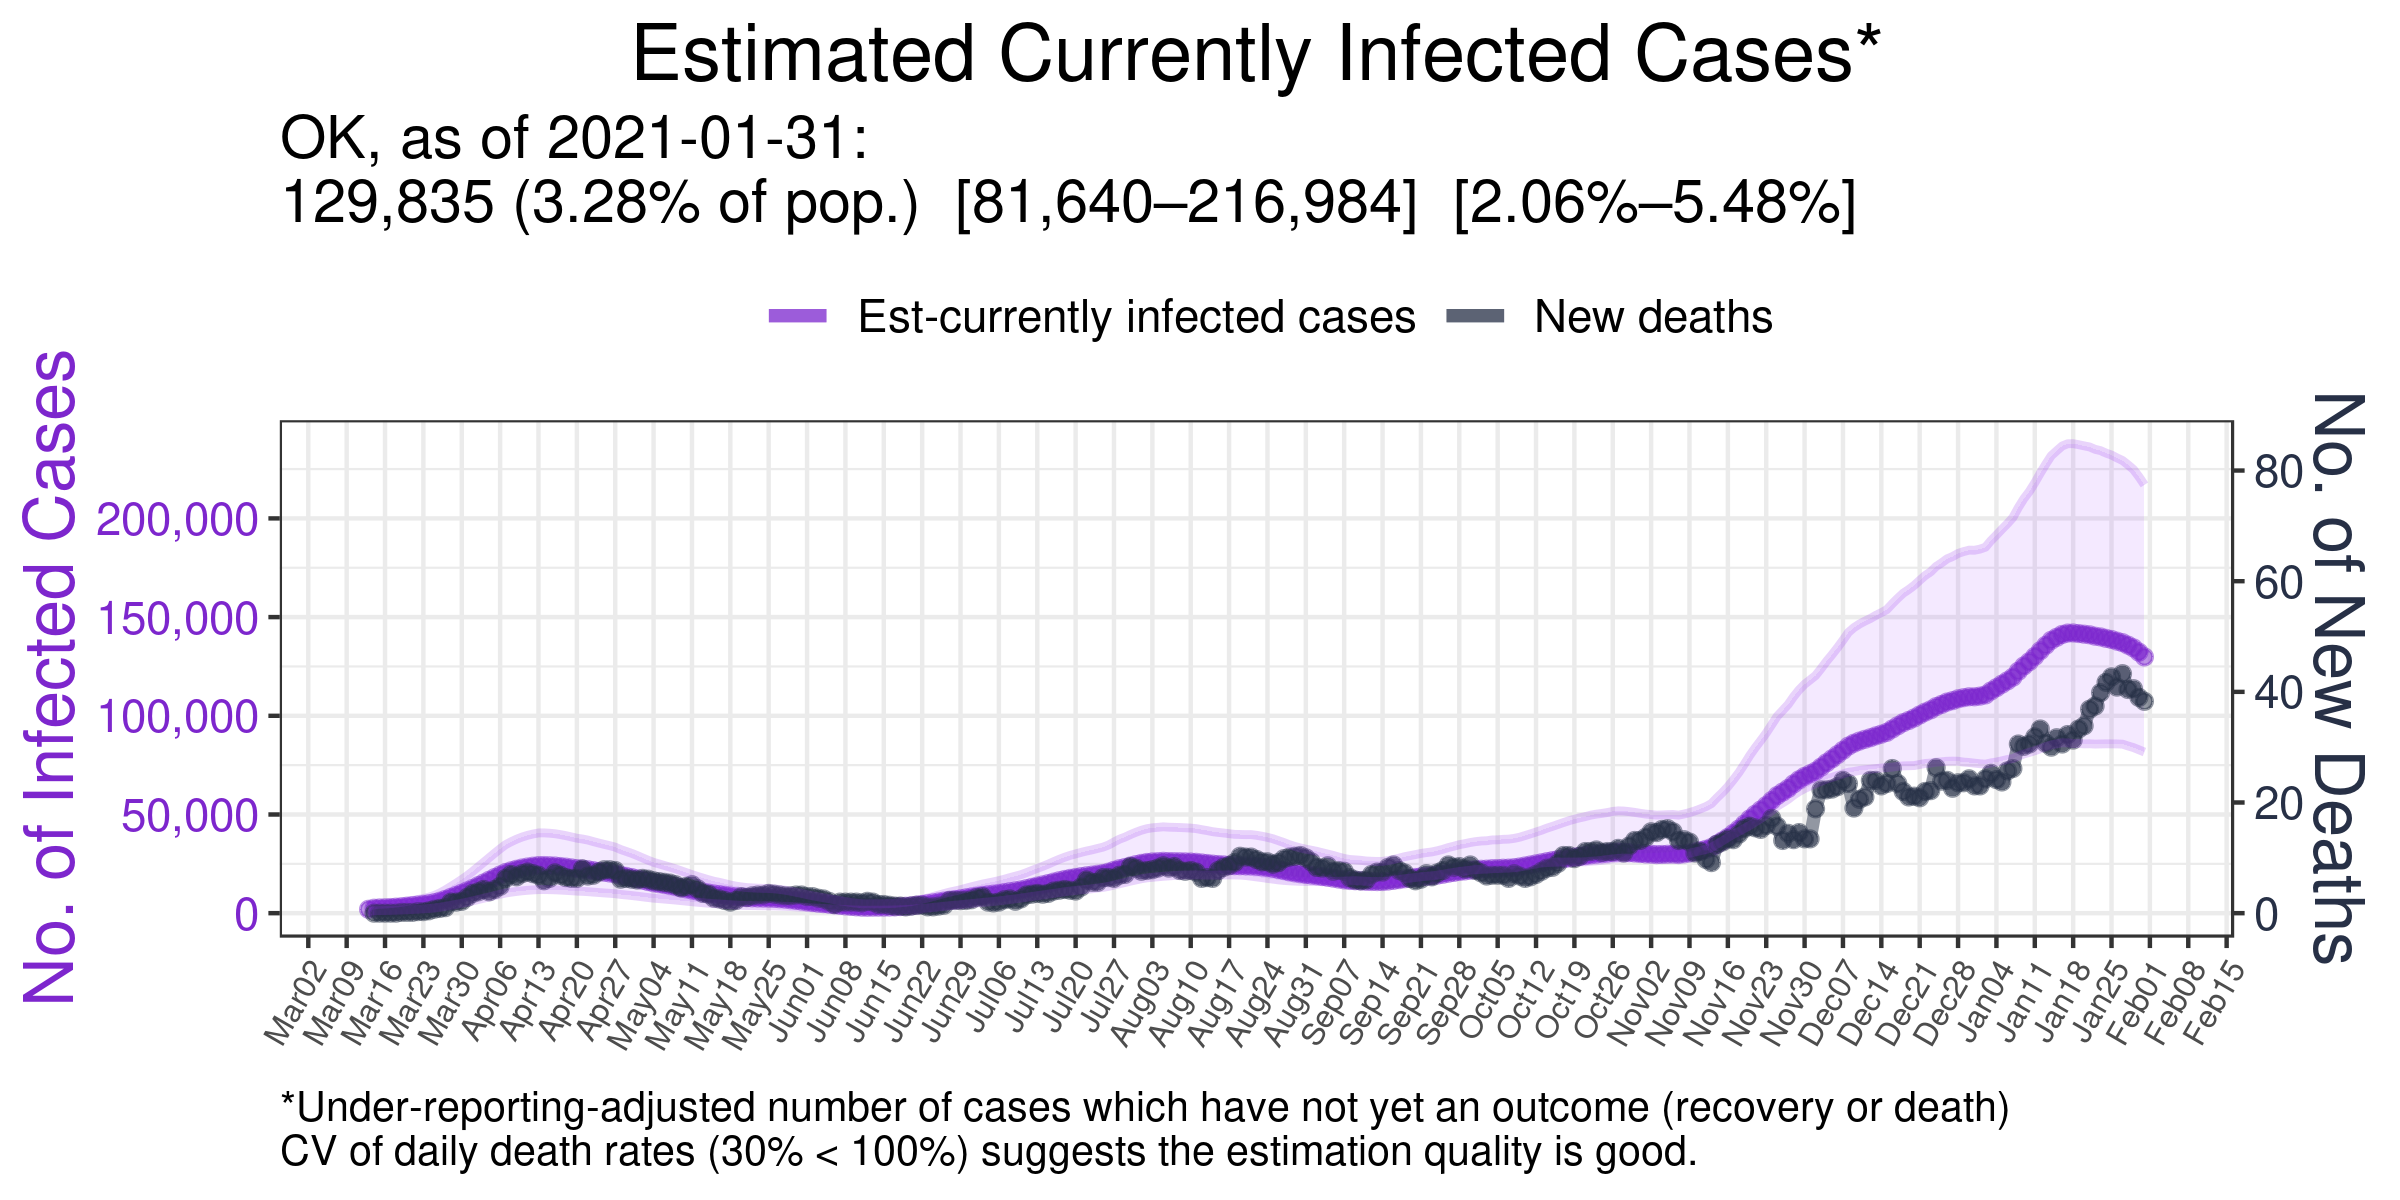 Estimated Currently Infected Cases*
OK, as of 2021-01-31:
129,835 (3.28% of pop.) [81,640–216,984] [2.06%–5.48%]
Est-currently infected cases New deaths
No. of Infected Cases
200,000
150,000
100,000
50,000
0
80
60
40
20
0
No. of New Deaths
Mar02 Mar09 Mar16 Mar23 Mar30 Apr06 Apr13 Apr20 Apr27 May04 May11 May18 May25 Jun01 Jun08 Jun15 Jun22 Jun29 Jul06 Jul13 Jul20 Jul27 Aug03 Aug10 Aug17 Aug24 Aug31 Sep07 Sep14 Sep21 Sep28 Oct05 Oct12 Oct19 Oct26 Nov02 Nov09 Nov16 Nov23 Nov30 Dec07 Dec14 Dec21 Dec28 Jan04 Jan11 Jan18 Jan25 Feb01 Feb08 Feb15
*Under-reporting-adjusted number of cases which have not yet an outcome (recovery or death)
CV of daily death rates (30% < 100%) suggests the estimation quality is good.